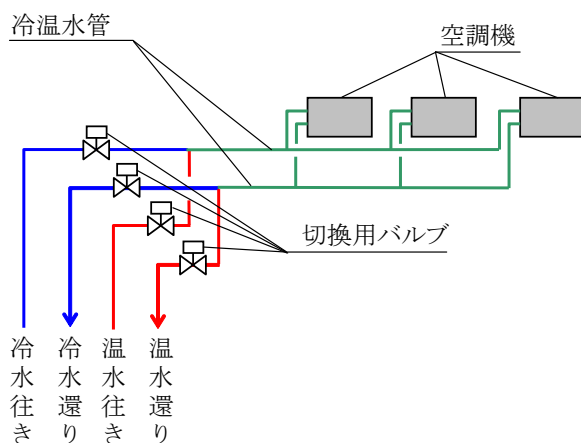 冷温水管
空調機
切換用バルブ
冷水往き
冷水還り
温水往き
温水還り